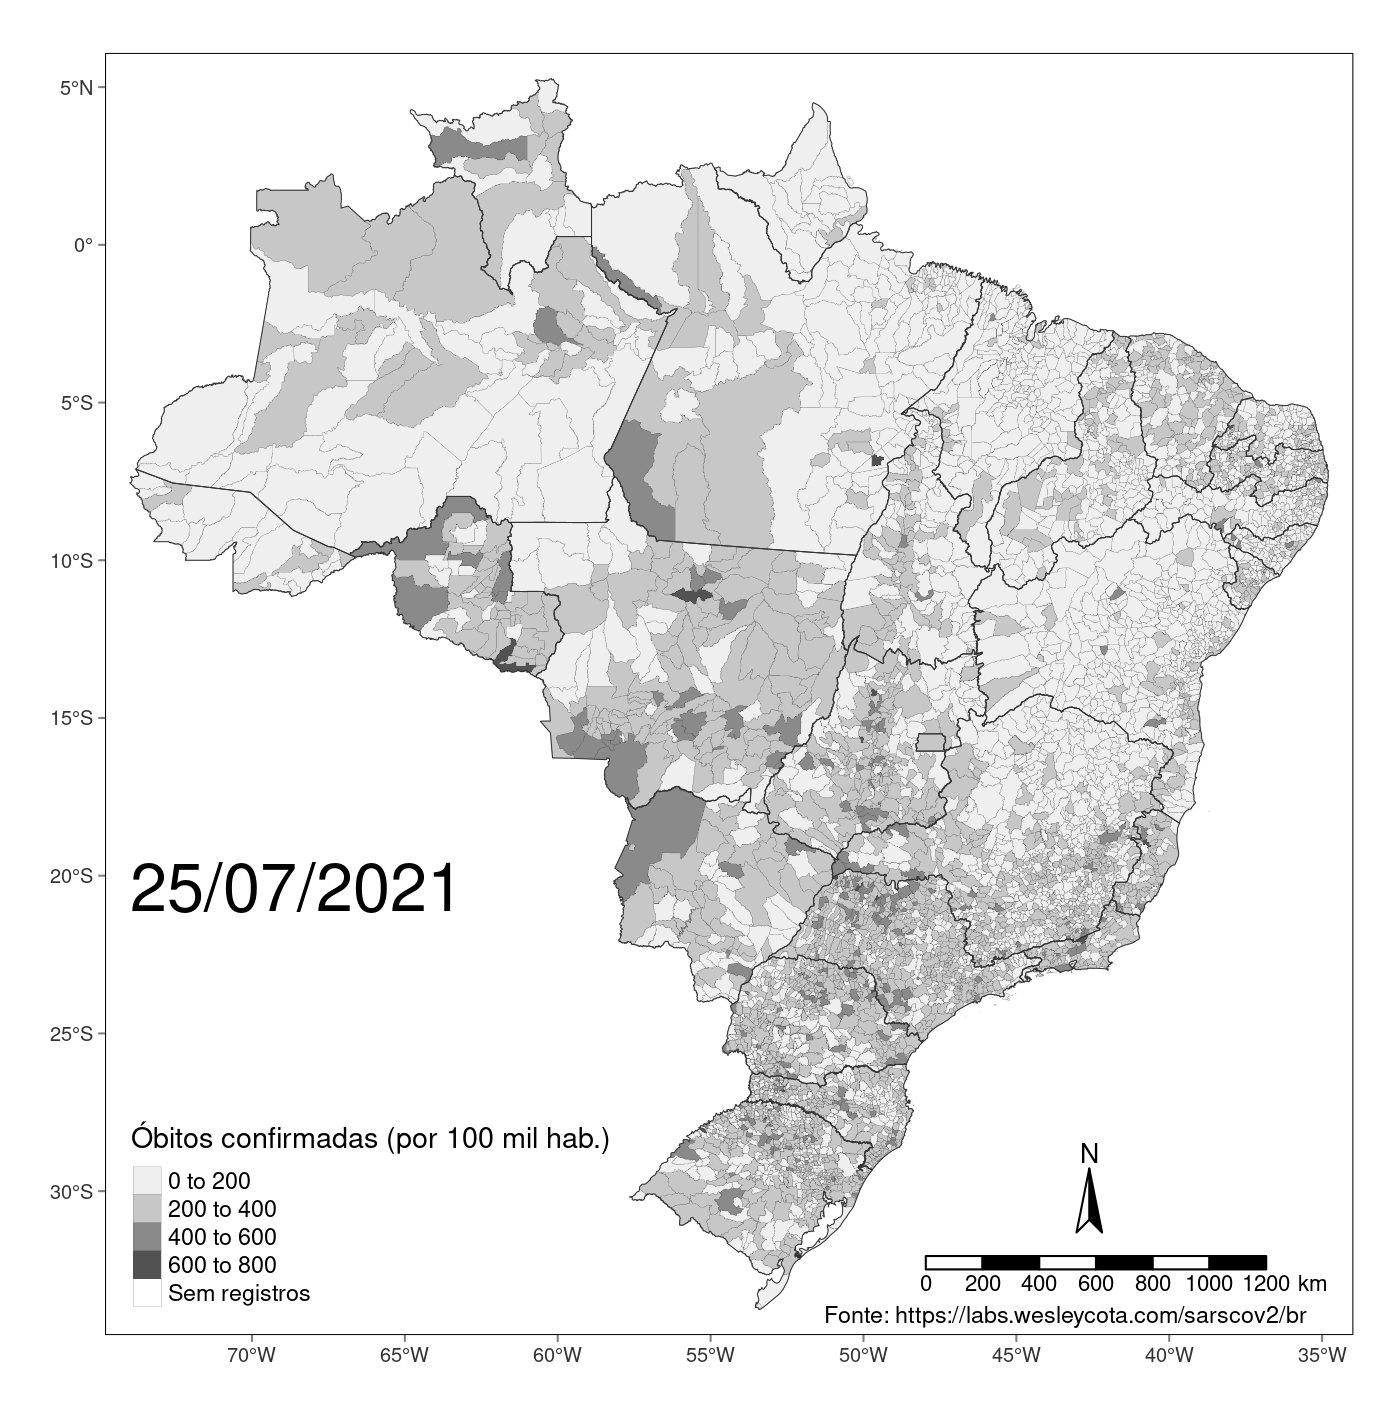 5°N
0°
5°S
10°S
15°S
20°S
25°S
30°S
25/07/2021
Óbitos confirmadas (por 100 mil hab.)
0 to 200
200 to 400
400 to 600
600 to 800
Sem registros
N
0 200 400 600 800 1000 1200 km
Fonte: https://labs.wesleycota.com/sarscov2/br
70°W 65°W 60°W 55°W 50°W 45°W 40°W 35°W